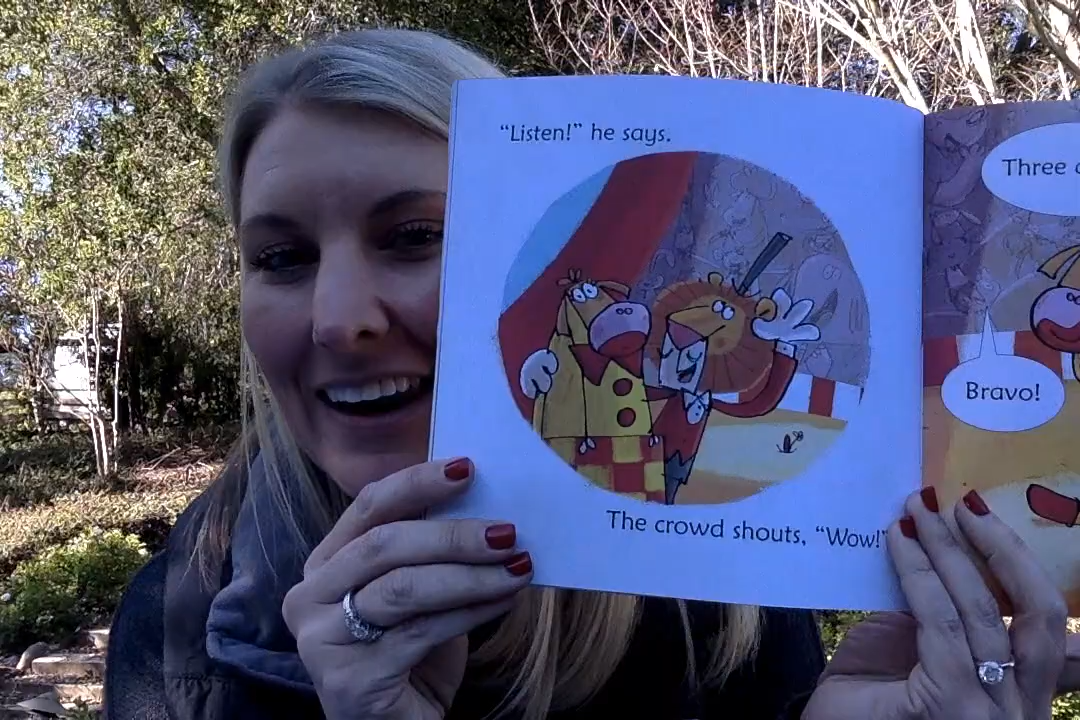 "Listen!" he says.
The crowd shouts, "Wow!"
Three
Bravo!